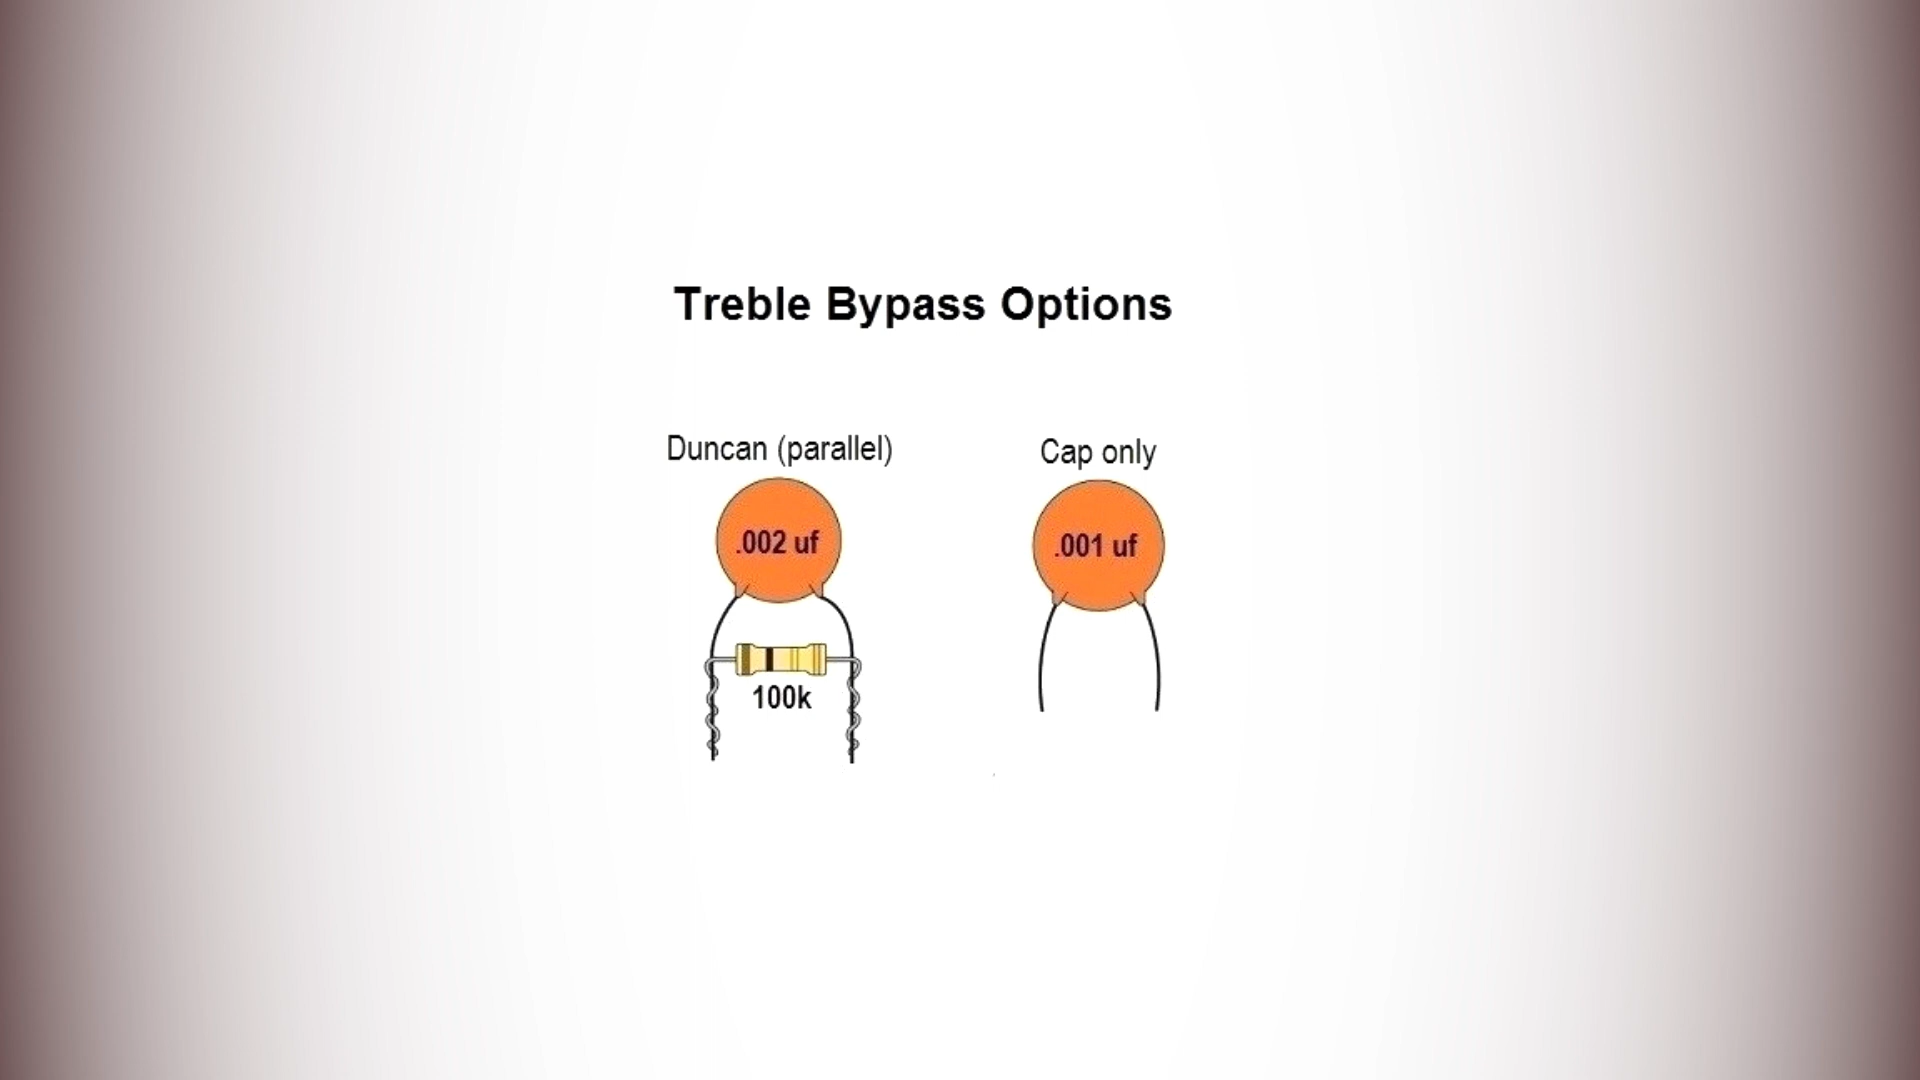 Treble Bypass Options
Duncan (parallel)
Cap only
.002 uf
.001 uf
100k